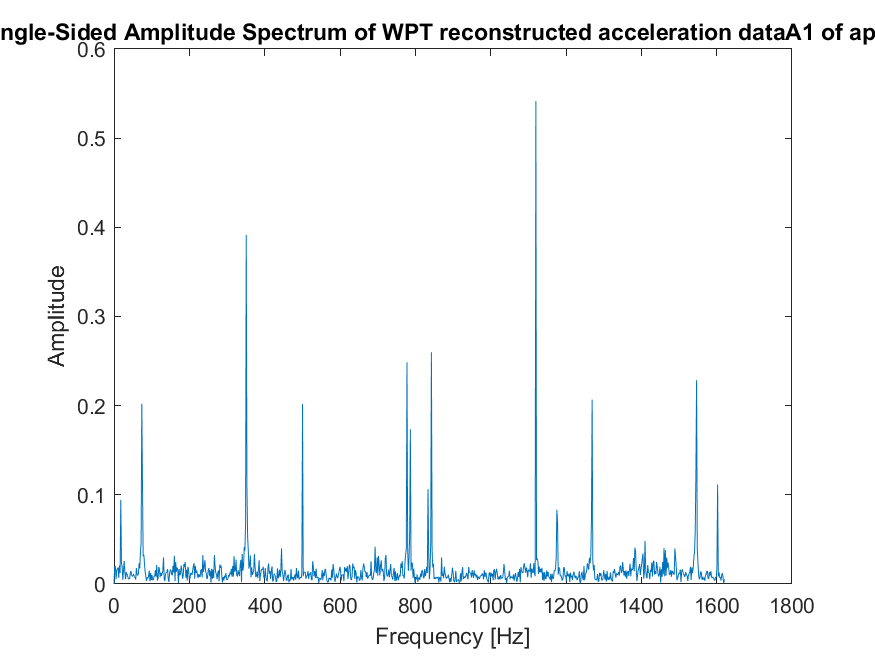 ngle-Sided Amplitude Spectrum of WPT reconstructed acceleration dataA1 of ap
0.6
0.5
0.4
0.3
0.2
0.1
0
Amplitude
0 200 400 600 800 1000 1200 1400 1600 1800
Frequency [Hz]